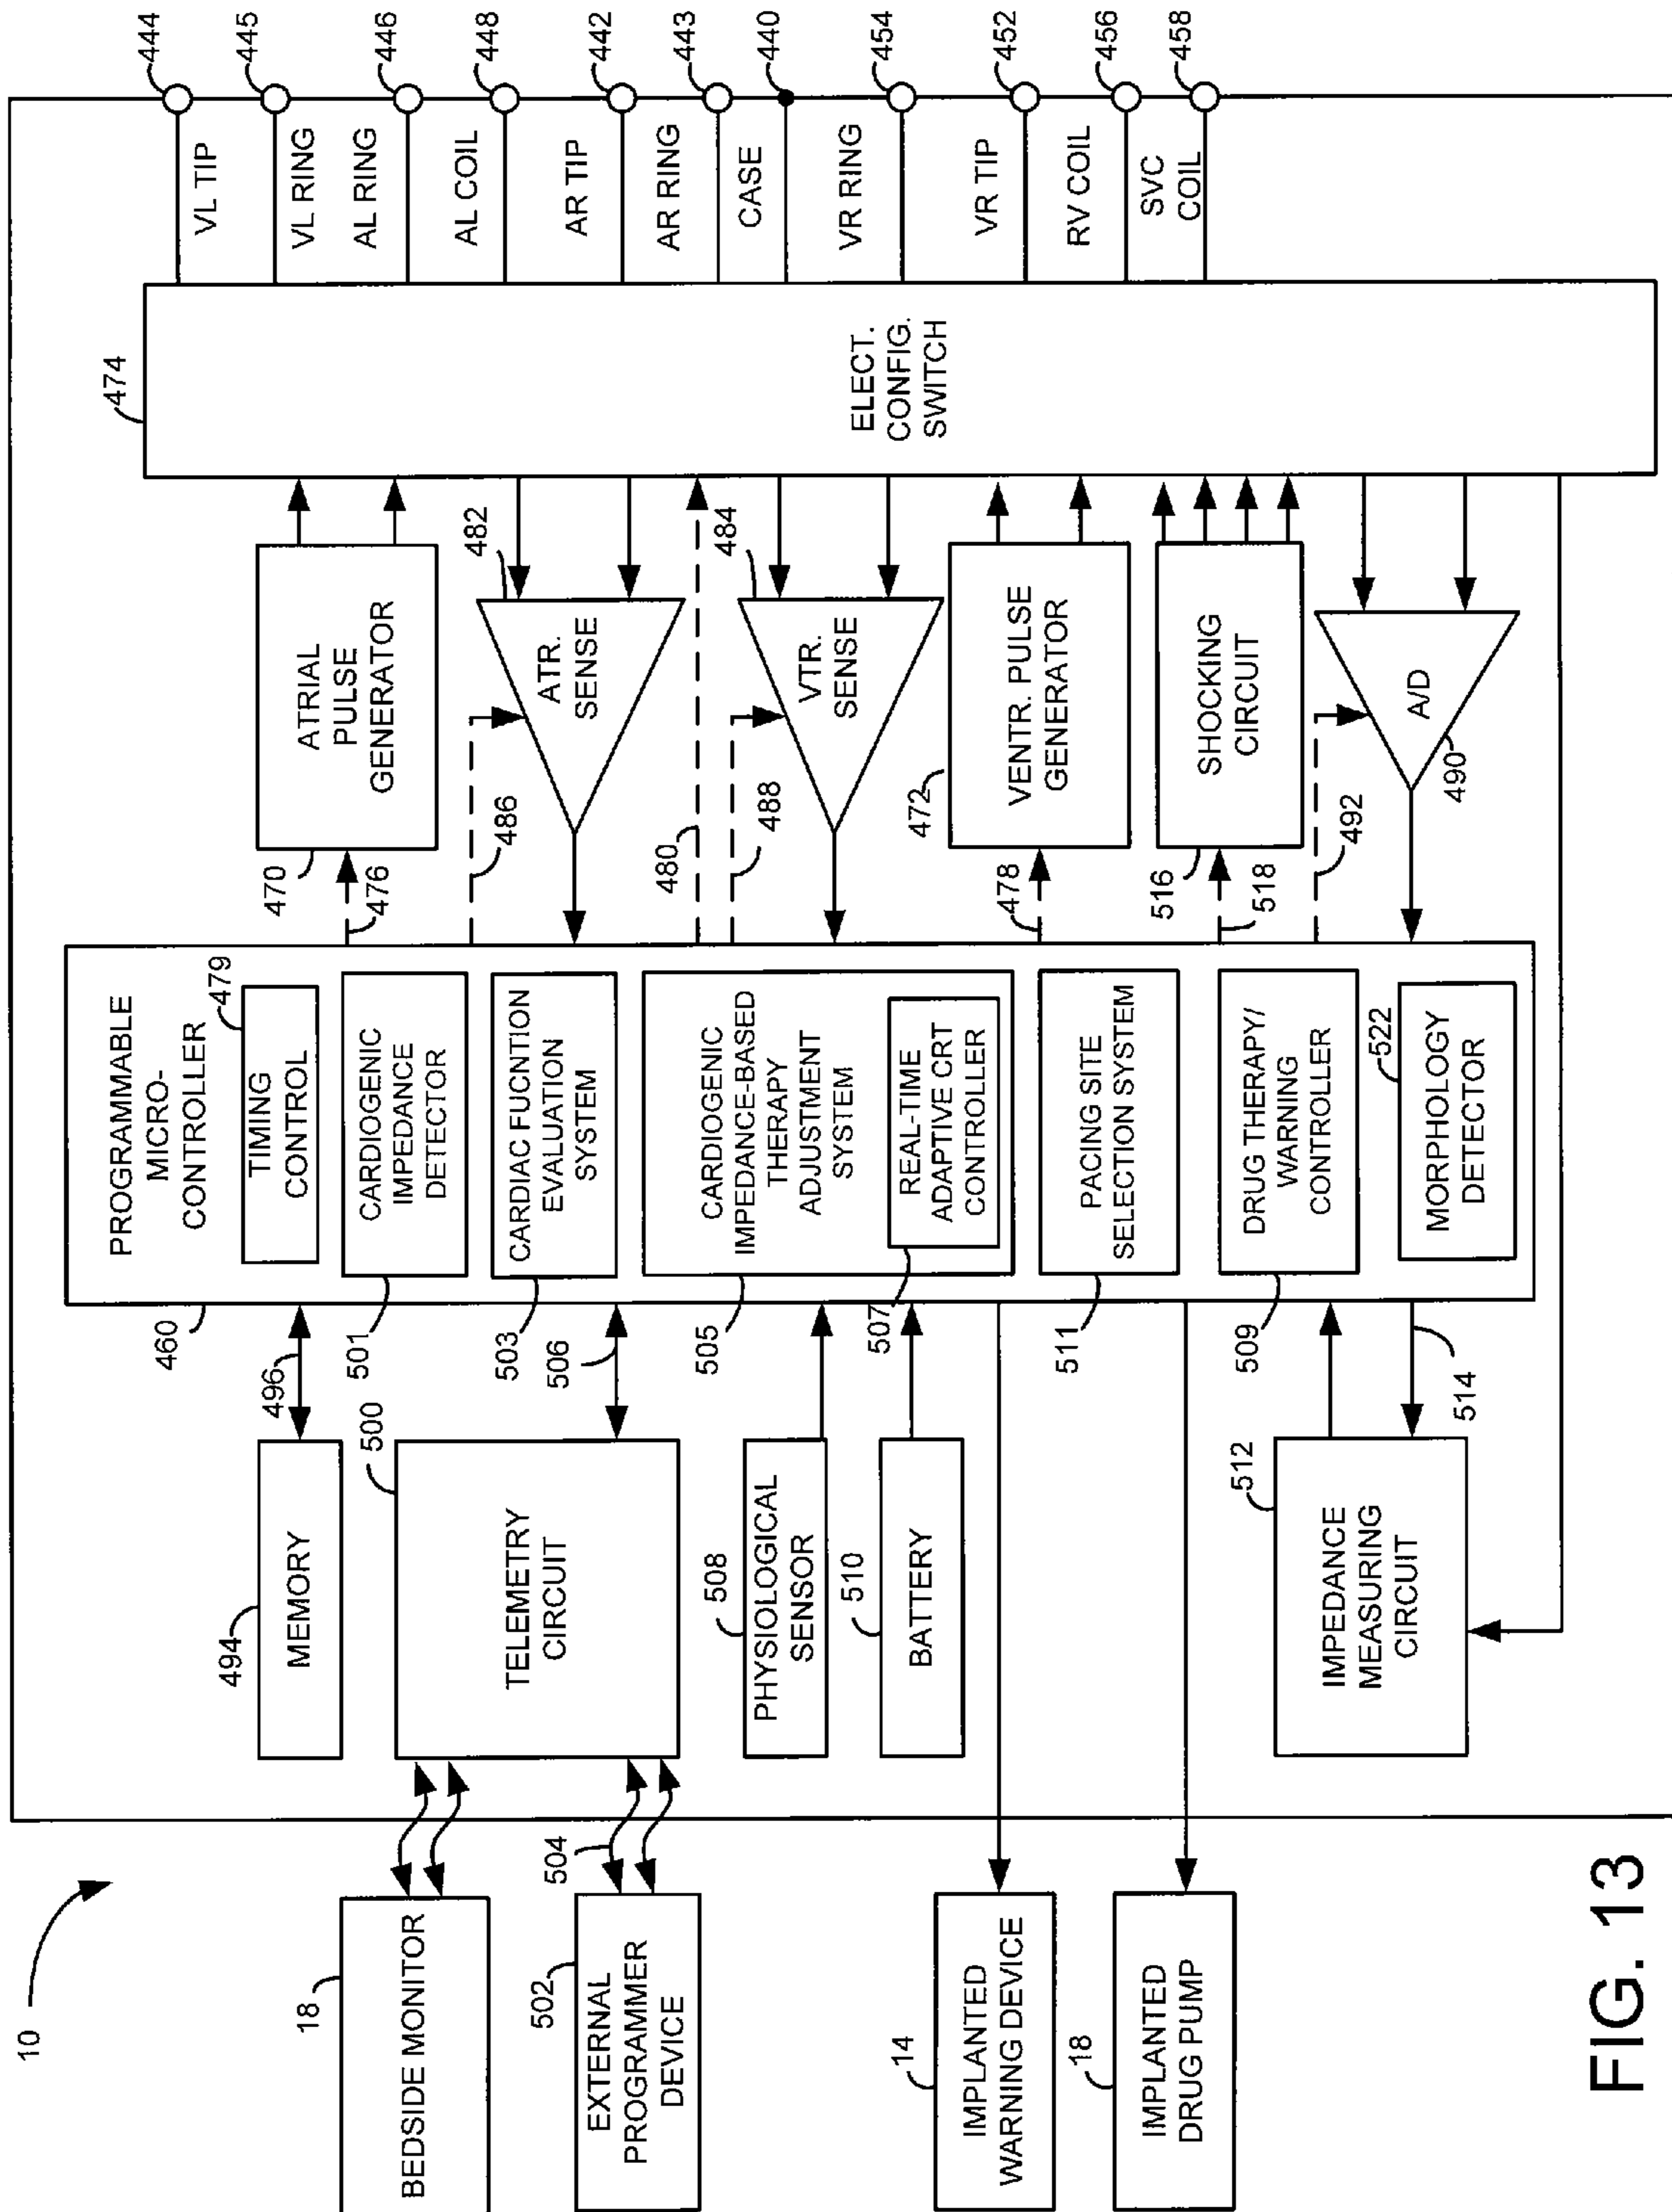 10
474
444
VL TIP
445
VL RING
446
AL RING
448
AL COIL
442
AR TIP
443
AR RING
440
CASE
454
VR RING
452
VR TIP
456
RV COIL
458
SVC
COIL
ELECT.
CONFIG.
SWITCH
ATRIAL
PULSE
GENERATOR
470
476
482
ATR.
SENSE
486
480
484
VTR.
SENSE
488
472
VENTR. PULSE
GENERATOR
478
SHOCKING
CIRCUIT
516
518
A/D
490
492
PROGRAMMABLE
MICRO-
CONTROLLER
460
479
TIMING
CONTROL
CARDIOGENIC
IMPEDANCE
DETECTOR
501
CARDIAC FUCNTION
EVALUATION
SYSTEM
503
CARDIOGENIC
IMPEDANCE-BASED
THERAPY
ADJUSTMENT
SYSTEM
505
REAL-TIME
ADAPTIVE CRT
CONTROLLER
507
PACING SITE
SELECTION SYSTEM
511
DRUG THERAPY/
WARNING
CONTROLLER
509
522
MORPHOLOGY
DETECTOR
496
494
MEMORY
500
506
TELEMETRY
CIRCUIT
508
PHYSIOLOGICAL
SENSOR
510
BATTERY
512
514
IMPEDANCE
MEASURING
CIRCUIT
18
BEDSIDE MONITOR
504
502
EXTERNAL
PROGRAMMER
DEVICE
14
IMPLANTED
WARNING DEVICE
18
IMPLANTED
DRUG PUMP
FIG. 13